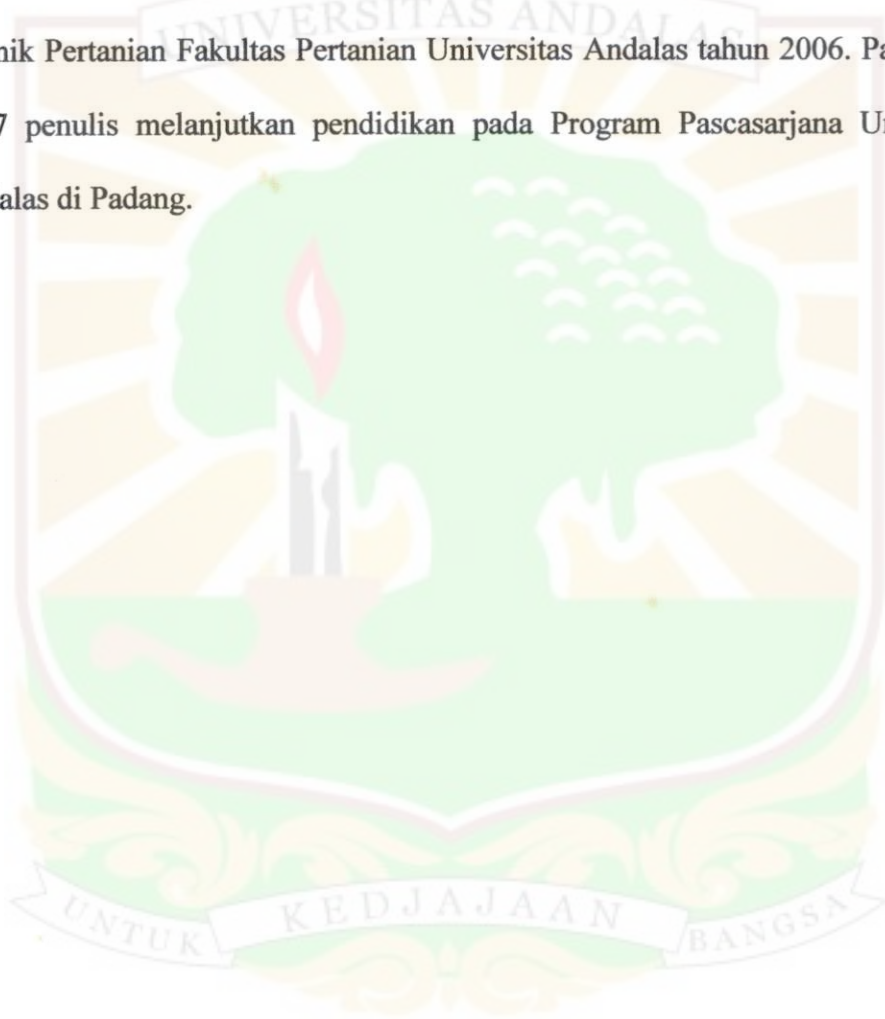 UNIVERSITAS ANDALAS
nik Pertanian Fakultas Pertanian Universitas Andalas tahun 2006. Pa
7 penulis melanjutkan pendidikan pada Program Pascasarjana Un
alas di Padang.
UNTUK KEDJAJAAN BANGSA